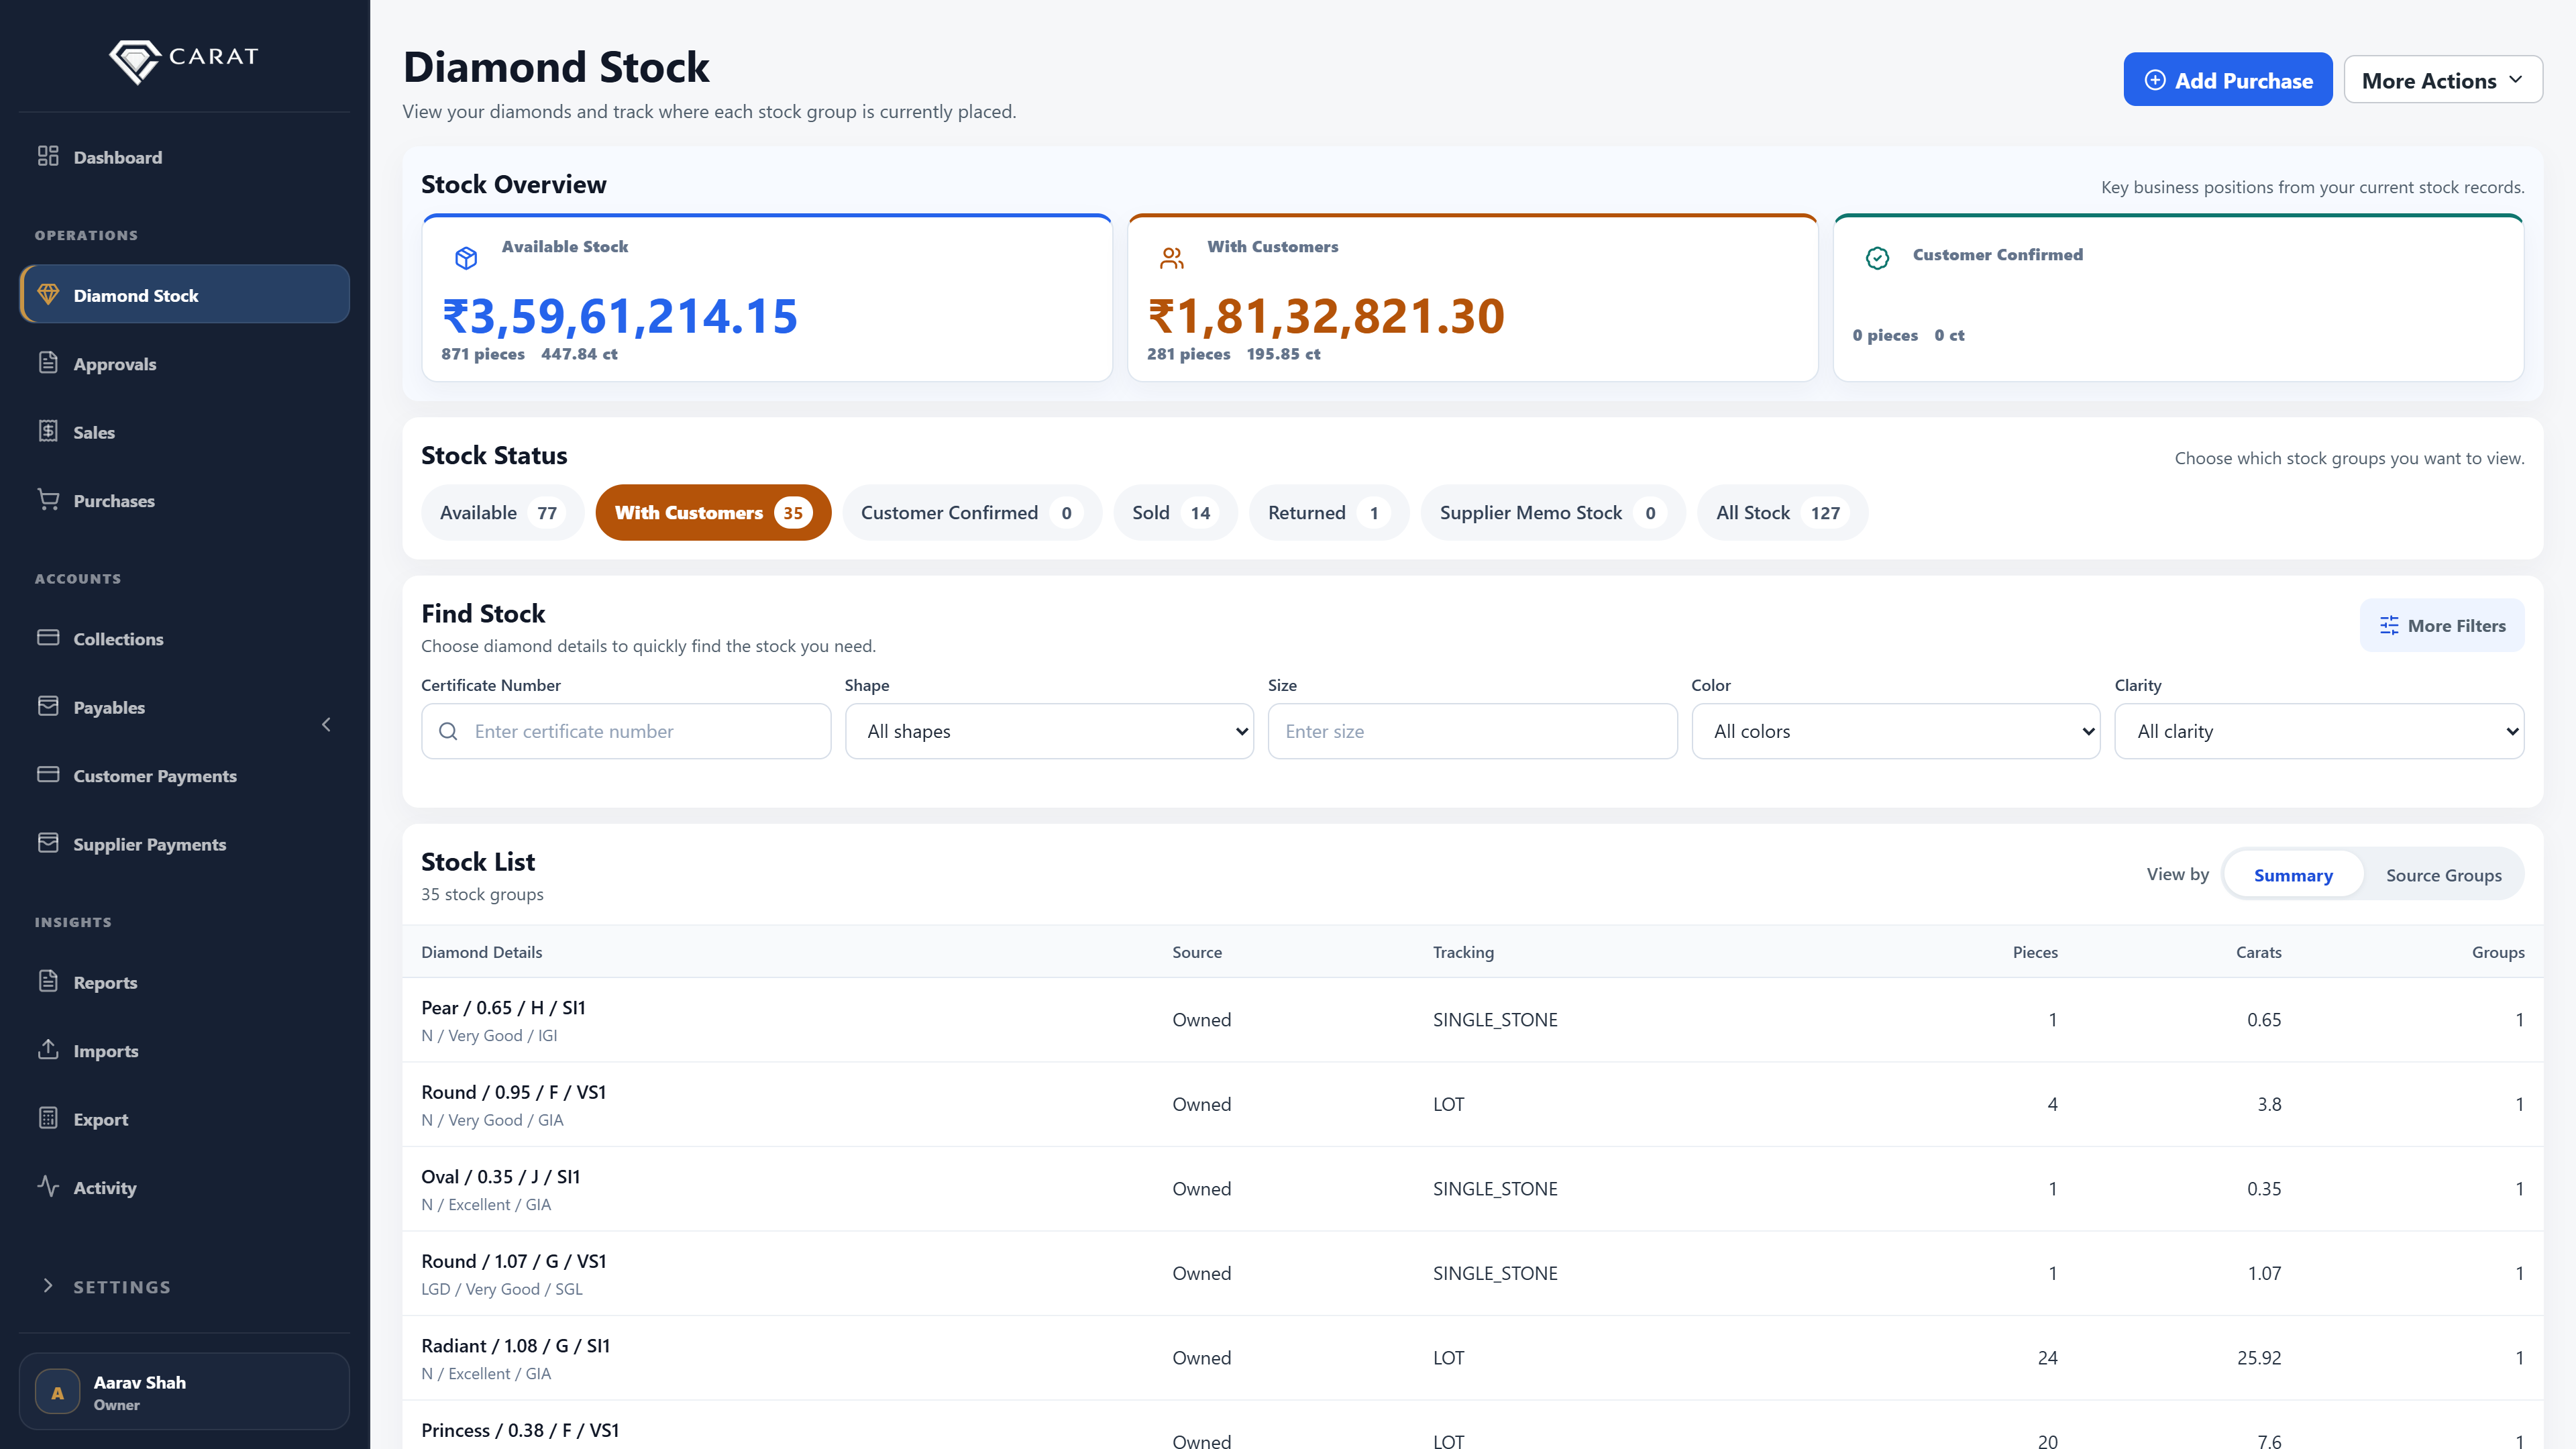 CARAT
Dashboard
OPERATIONS
Diamond Stock
Approvals
Sales
Purchases
ACCOUNTS
Collections
Payables
Customer Payments
Supplier Payments
INSIGHTS
Reports
Imports
Export
Activity
SETTINGS
A
Aarav Shah
Owner
Diamond Stock
View your diamonds and track where each stock group is currently placed.
Add Purchase
More Actions
Stock Overview
Key business positions from your current stock records.
Available Stock
₹3,59,61,214.15
871 pieces 447.84 ct
With Customers
₹1,81,32,821.30
281 pieces 195.85 ct
Customer Confirmed
0 pieces 0 ct
Stock Status
Choose which stock groups you want to view.
Available 77
With Customers 35
Customer Confirmed 0
Sold 14
Returned 1
Supplier Memo Stock 0
All Stock 127
Find Stock
Choose diamond details to quickly find the stock you need.
More Filters
Certificate Number
Enter certificate number
Shape
All shapes
Size
Enter size
Color
All colors
Clarity
All clarity
Stock List
35 stock groups
View by Summary Source Groups
Diamond Details Source Tracking Pieces Carats Groups
Pear / 0.65 / H / SI1
N / Very Good / IGI
Owned SINGLE_STONE 1 0.65 1
Round / 0.95 / F / VS1
N / Very Good / GIA
Owned LOT 4 3.8 1
Oval / 0.35 / J / SI1
N / Excellent / GIA
Owned SINGLE_STONE 1 0.35 1
Round / 1.07 / G / VS1
LGD / Very Good / SGL
Owned SINGLE_STONE 1 1.07 1
Radiant / 1.08 / G / SI1
N / Excellent / GIA
Owned LOT 24 25.92 1
Princess / 0.38 / F / VS1
Owned LOT 20 7.6 1